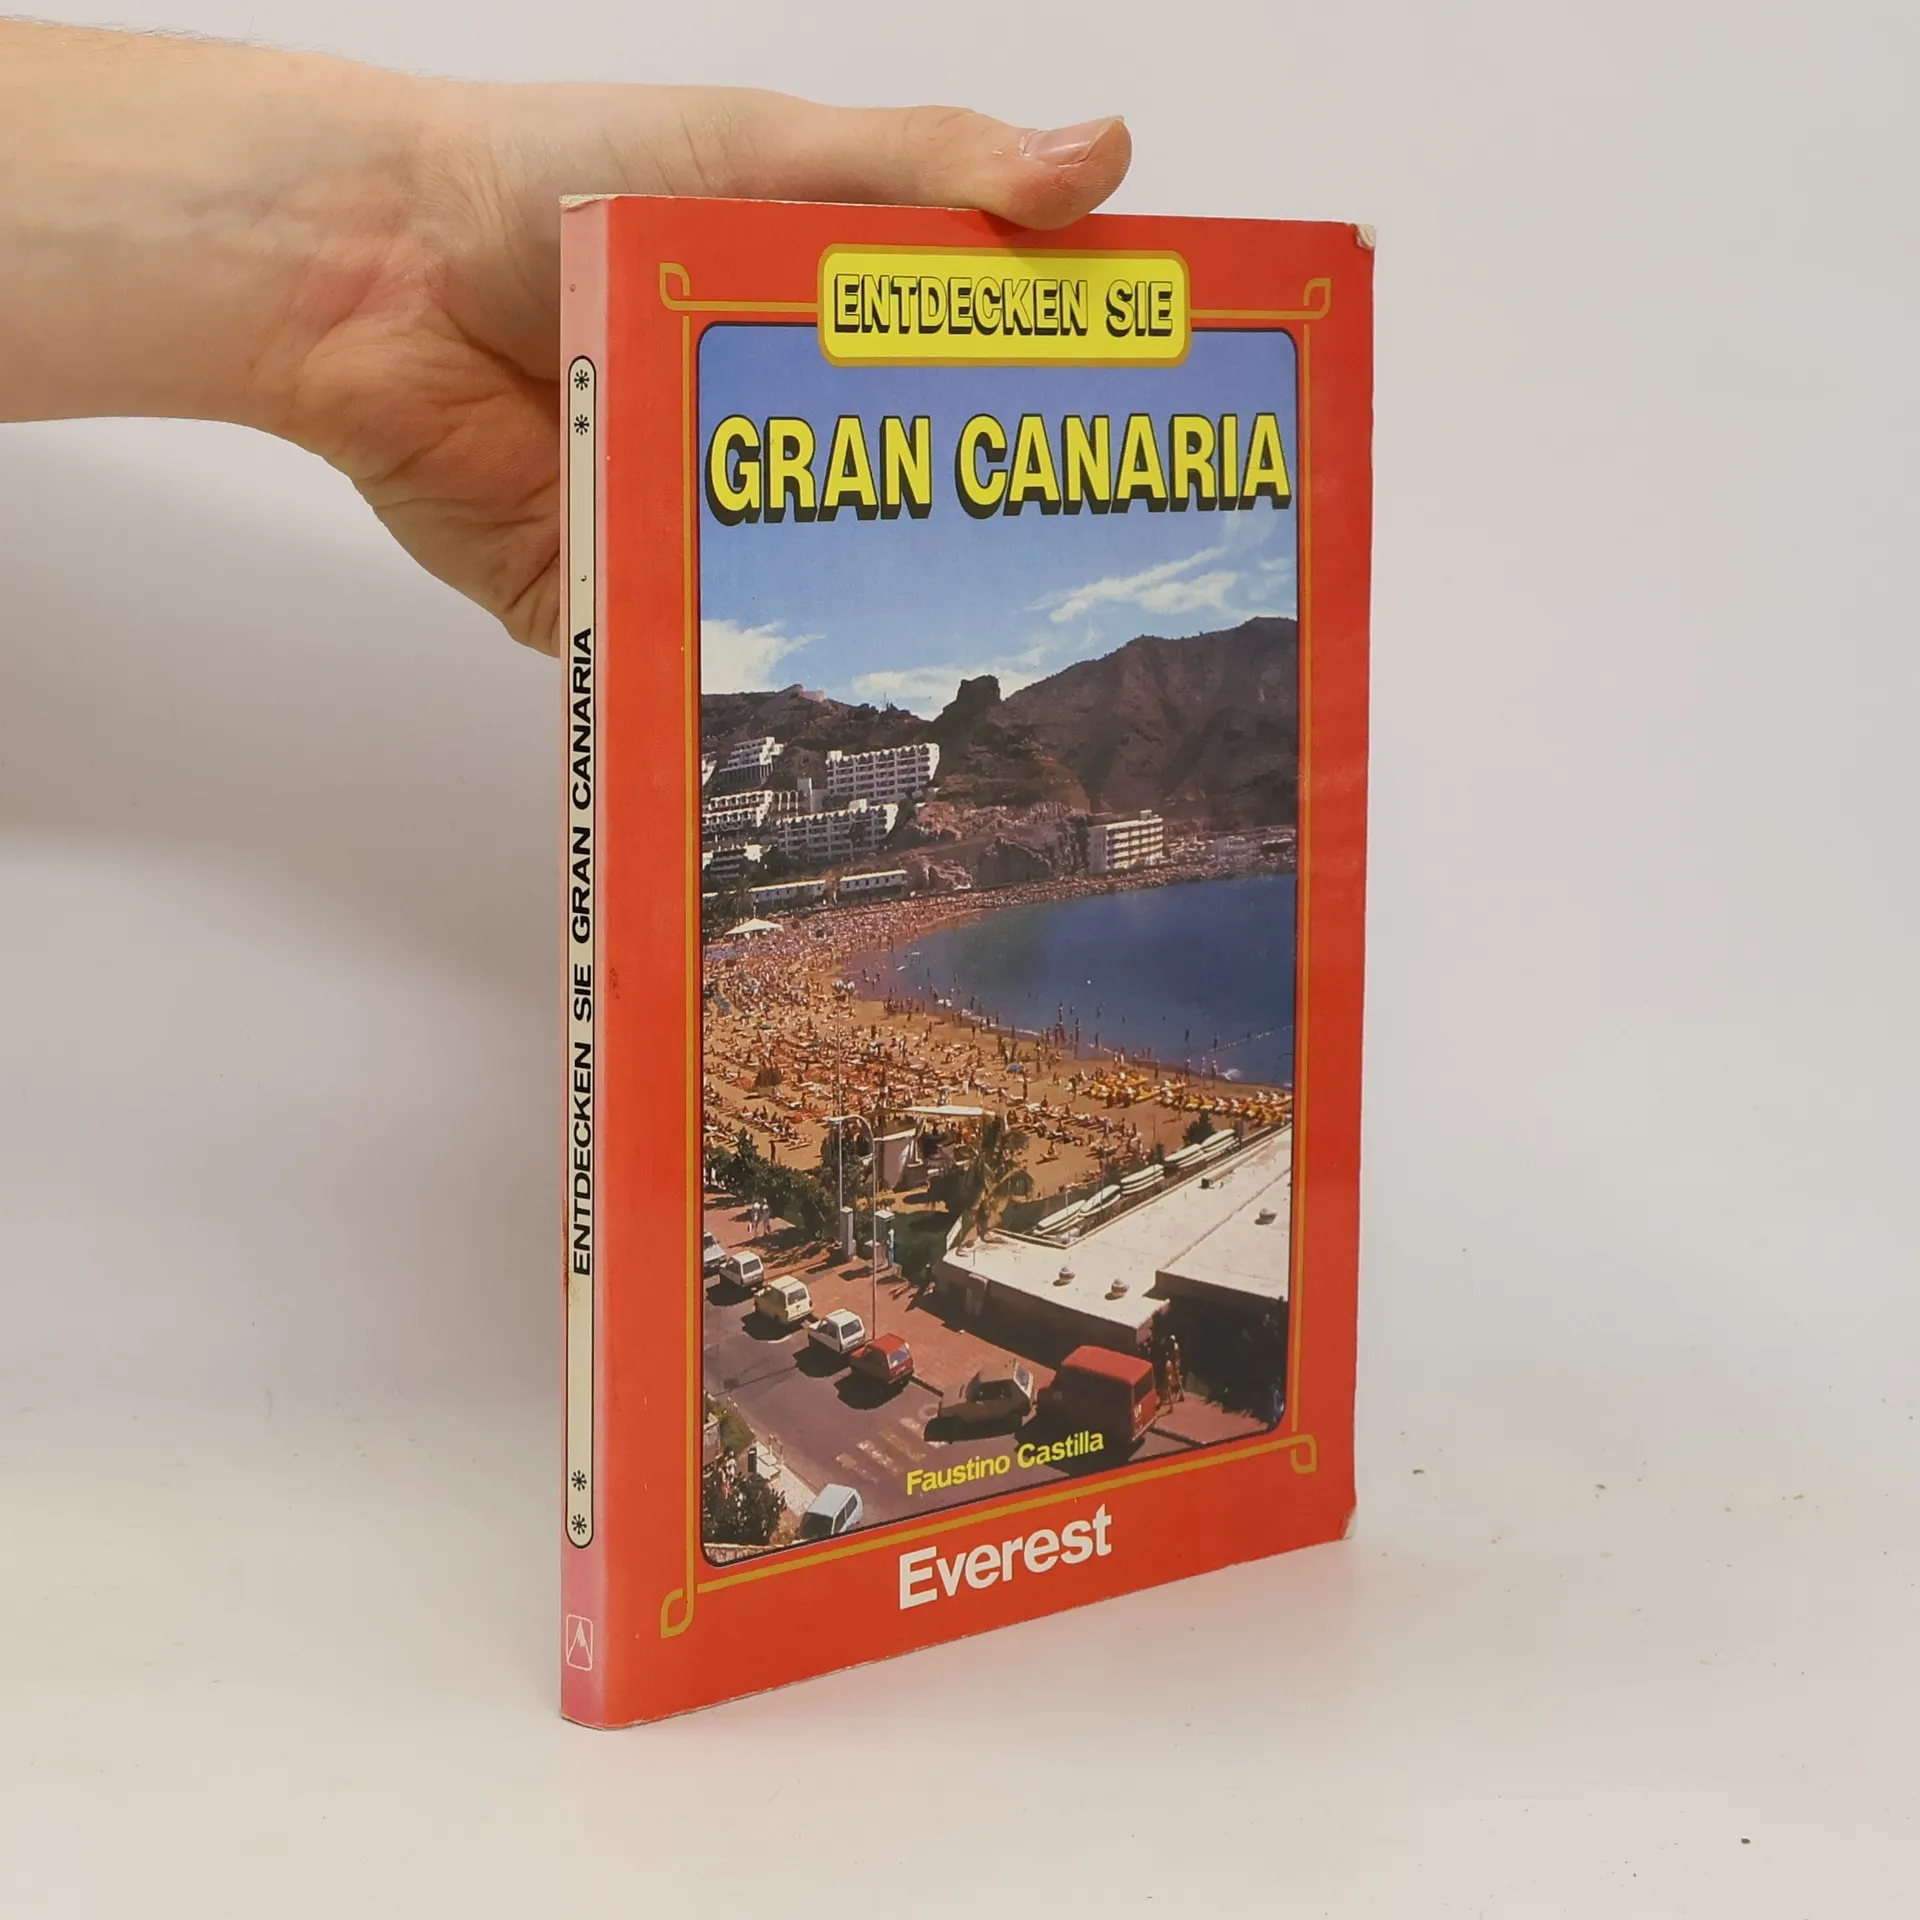 ENTDECKEN SIE
GRAN CANARIA
Faustino Castilla
Everest
ENTDECKEN SIE GRAN CANARIA